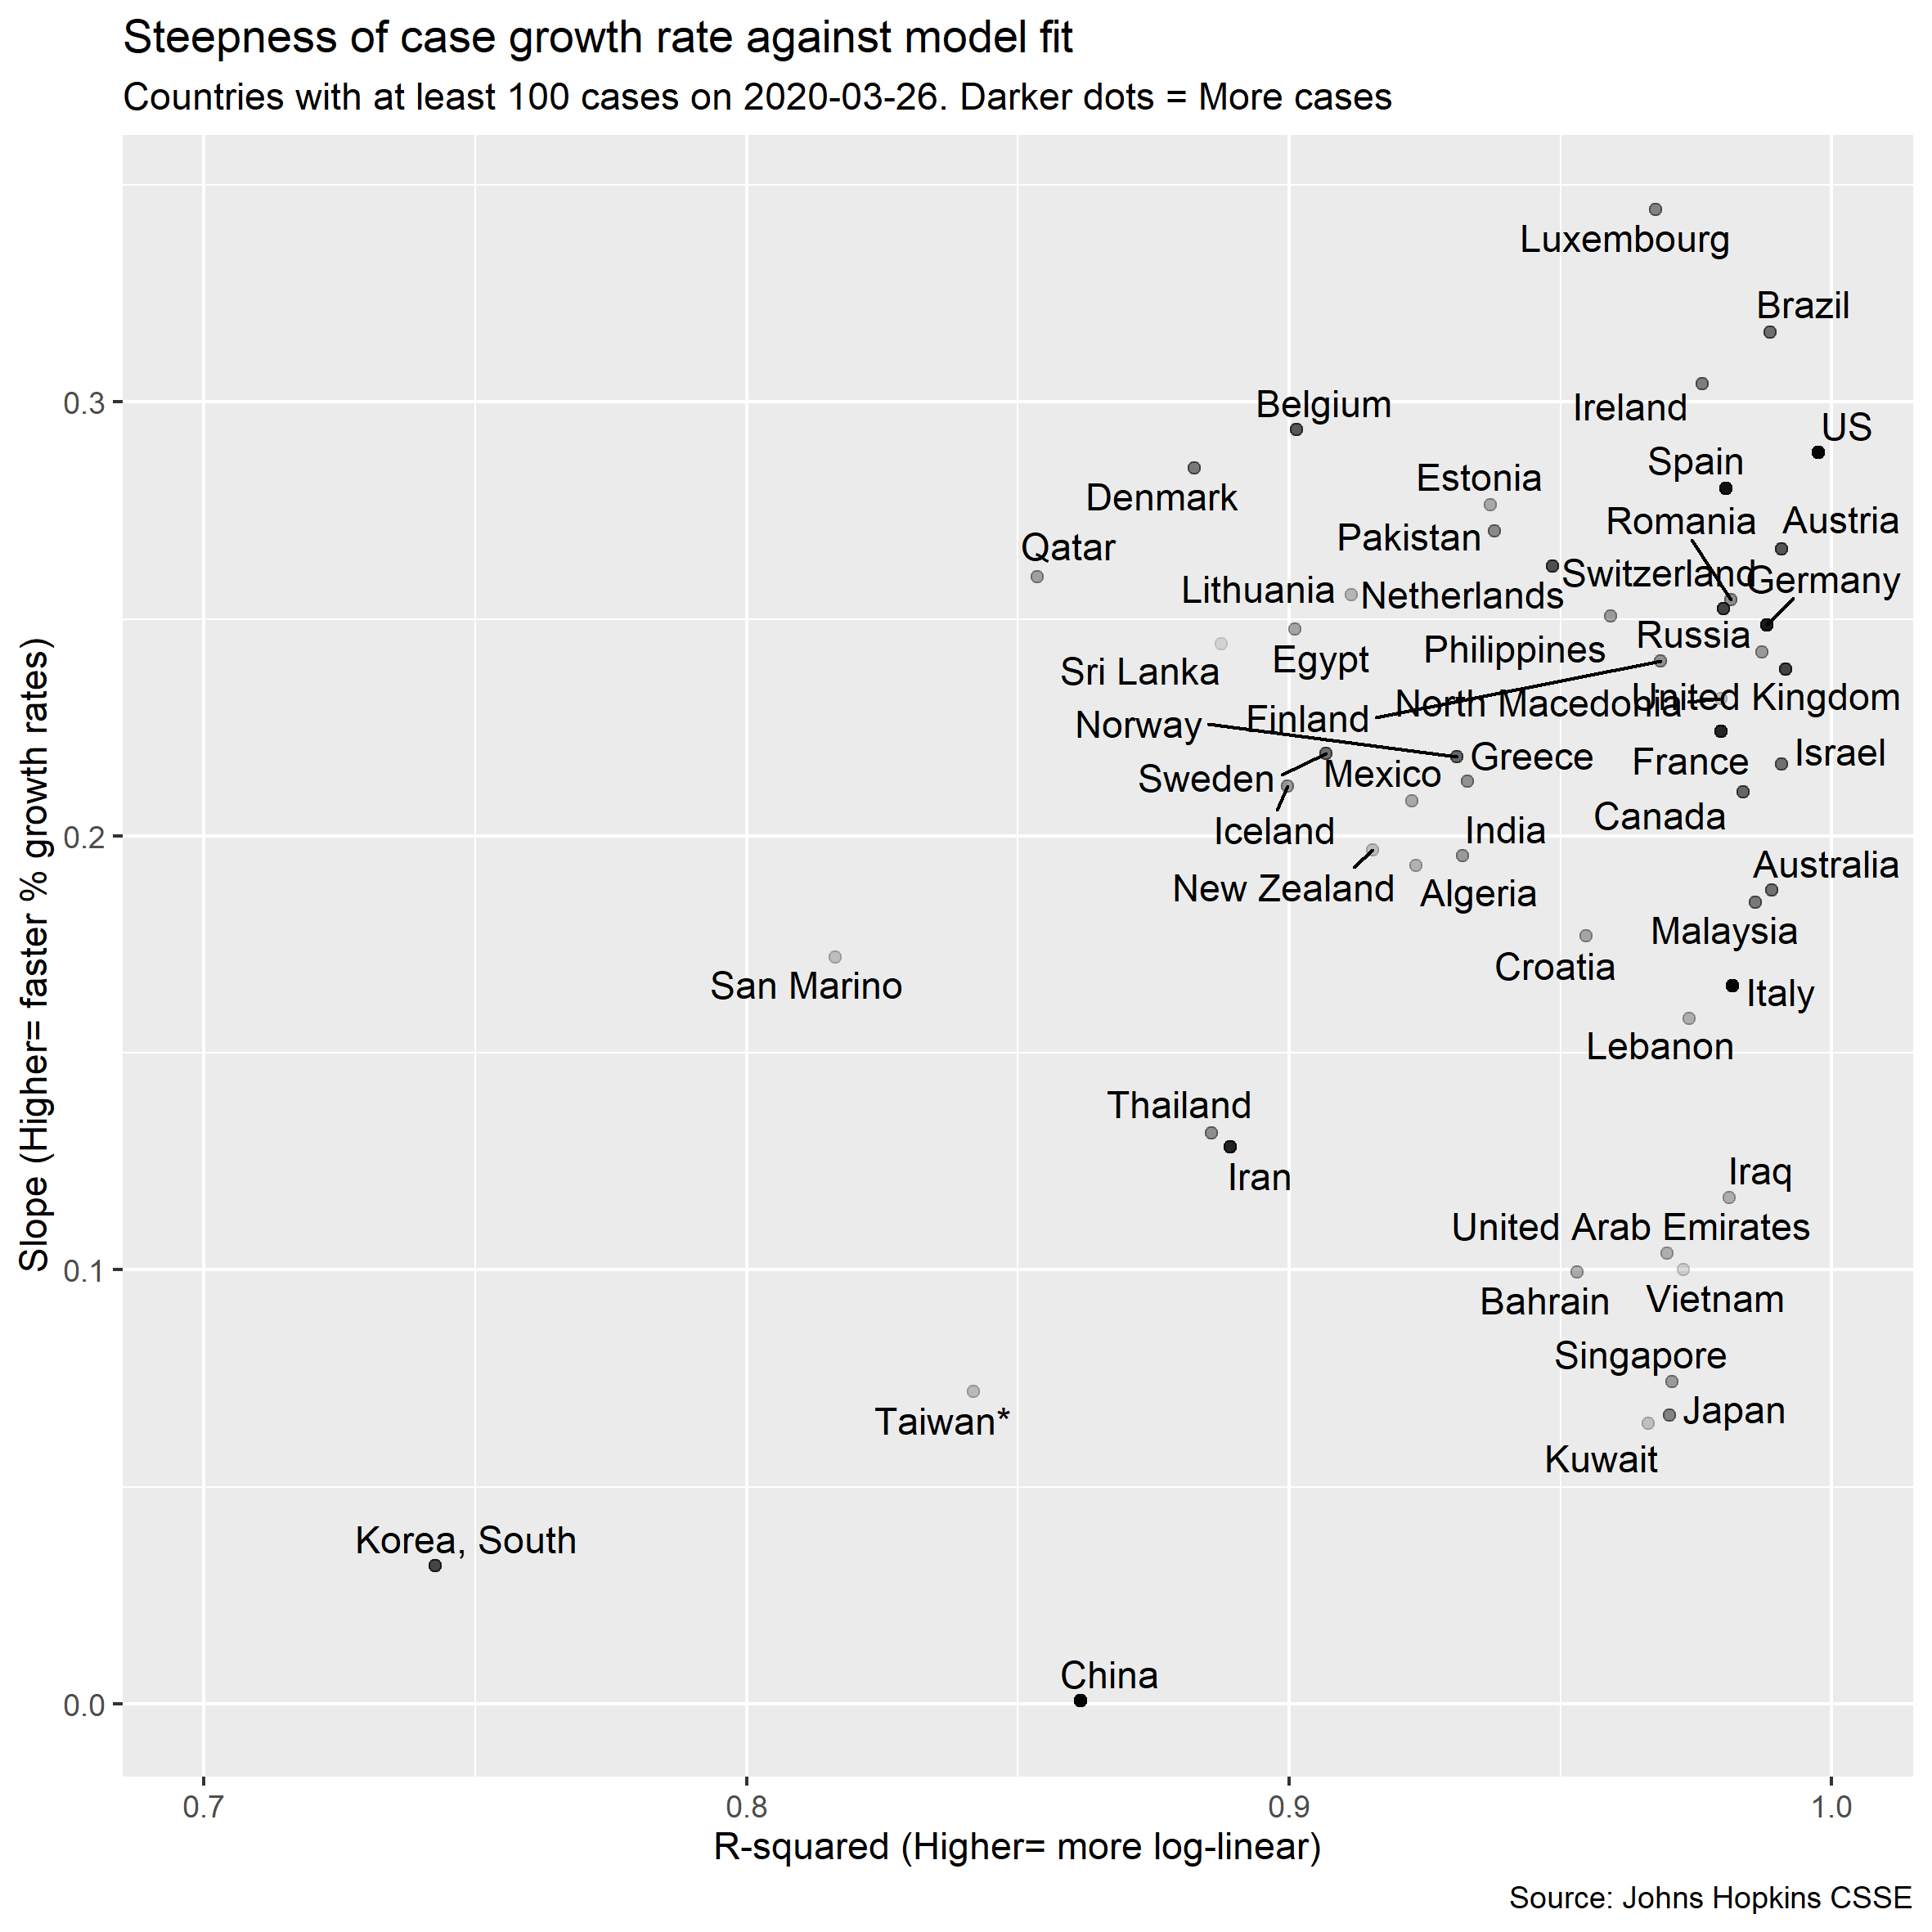 Steepness of case growth rate against model fit
Countries with at least 100 cases on 2020-03-26. Darker dots = More cases
Slope (Higher= faster % growth rates)
0.3
0.2
0.1
0.0
Luxembourg
Brazil
Belgium
Ireland
US
Spain
Estonia
Denmark
Romania
Austria
Pakistan
Qatar
Switzerland
Germany
Lithuania
Netherlands
Russia
Philippines
Egypt
Sri Lanka
United Kingdom
North Macedonia
Finland
Norway
Israel
Greece
France
Mexico
Sweden
Canada
Iceland
India
Australia
New Zealand
Algeria
Malaysia
Croatia
San Marino
Italy
Lebanon
Thailand
Iran
Iraq
United Arab Emirates
Bahrain
Vietnam
Singapore
Japan
Taiwan*
Kuwait
Korea, South
China
0.7
0.8
0.9
1.0
R-squared (Higher= more log-linear)
Source: Johns Hopkins CSSE